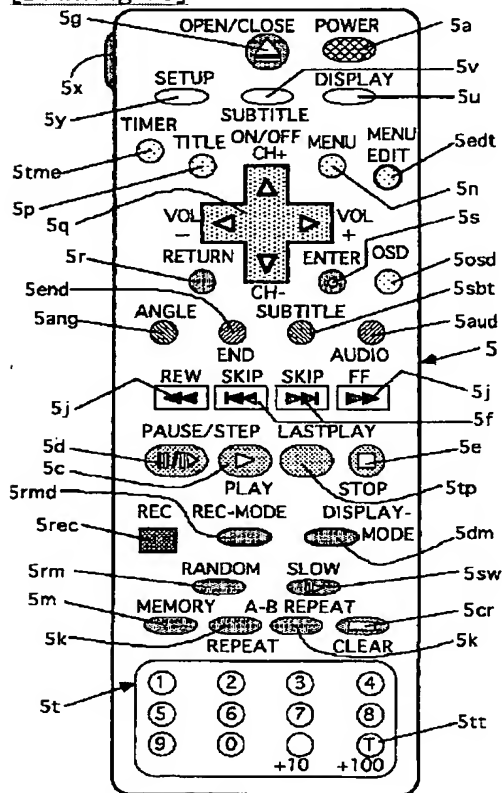 5g OPEN/CLOSE POWER 5a
5x
SETUP DISPLAY 5v
5y SUBTITLE 5u
TIMER ON/OFF MENU
TITLE CH+ MENU EDIT 5edt
5tme
5p 5n
5q VOL - VOL + 5s
5r RETURN ENTER OSD
5osd
5end CH- 5sbt
5ang ANGLE SUBTITLE 5aud
END AUDIO 5
REW SKIP SKIP FF
5j 5j
5f
PAUSE/STEP LASTPLAY
5d 5e
5c PLAY STOP
5rmd 5tp
REC REC-MODE DISPLAY-MODE
5rec 5dm
5rm RANDOM SLOW 5sw
5m MEMORY A-B REPEAT 5cr
5k REPEAT CLEAR 5k
5t 1 2 3 4
5 6 7 8 5tt
9 0 T
+10 +100